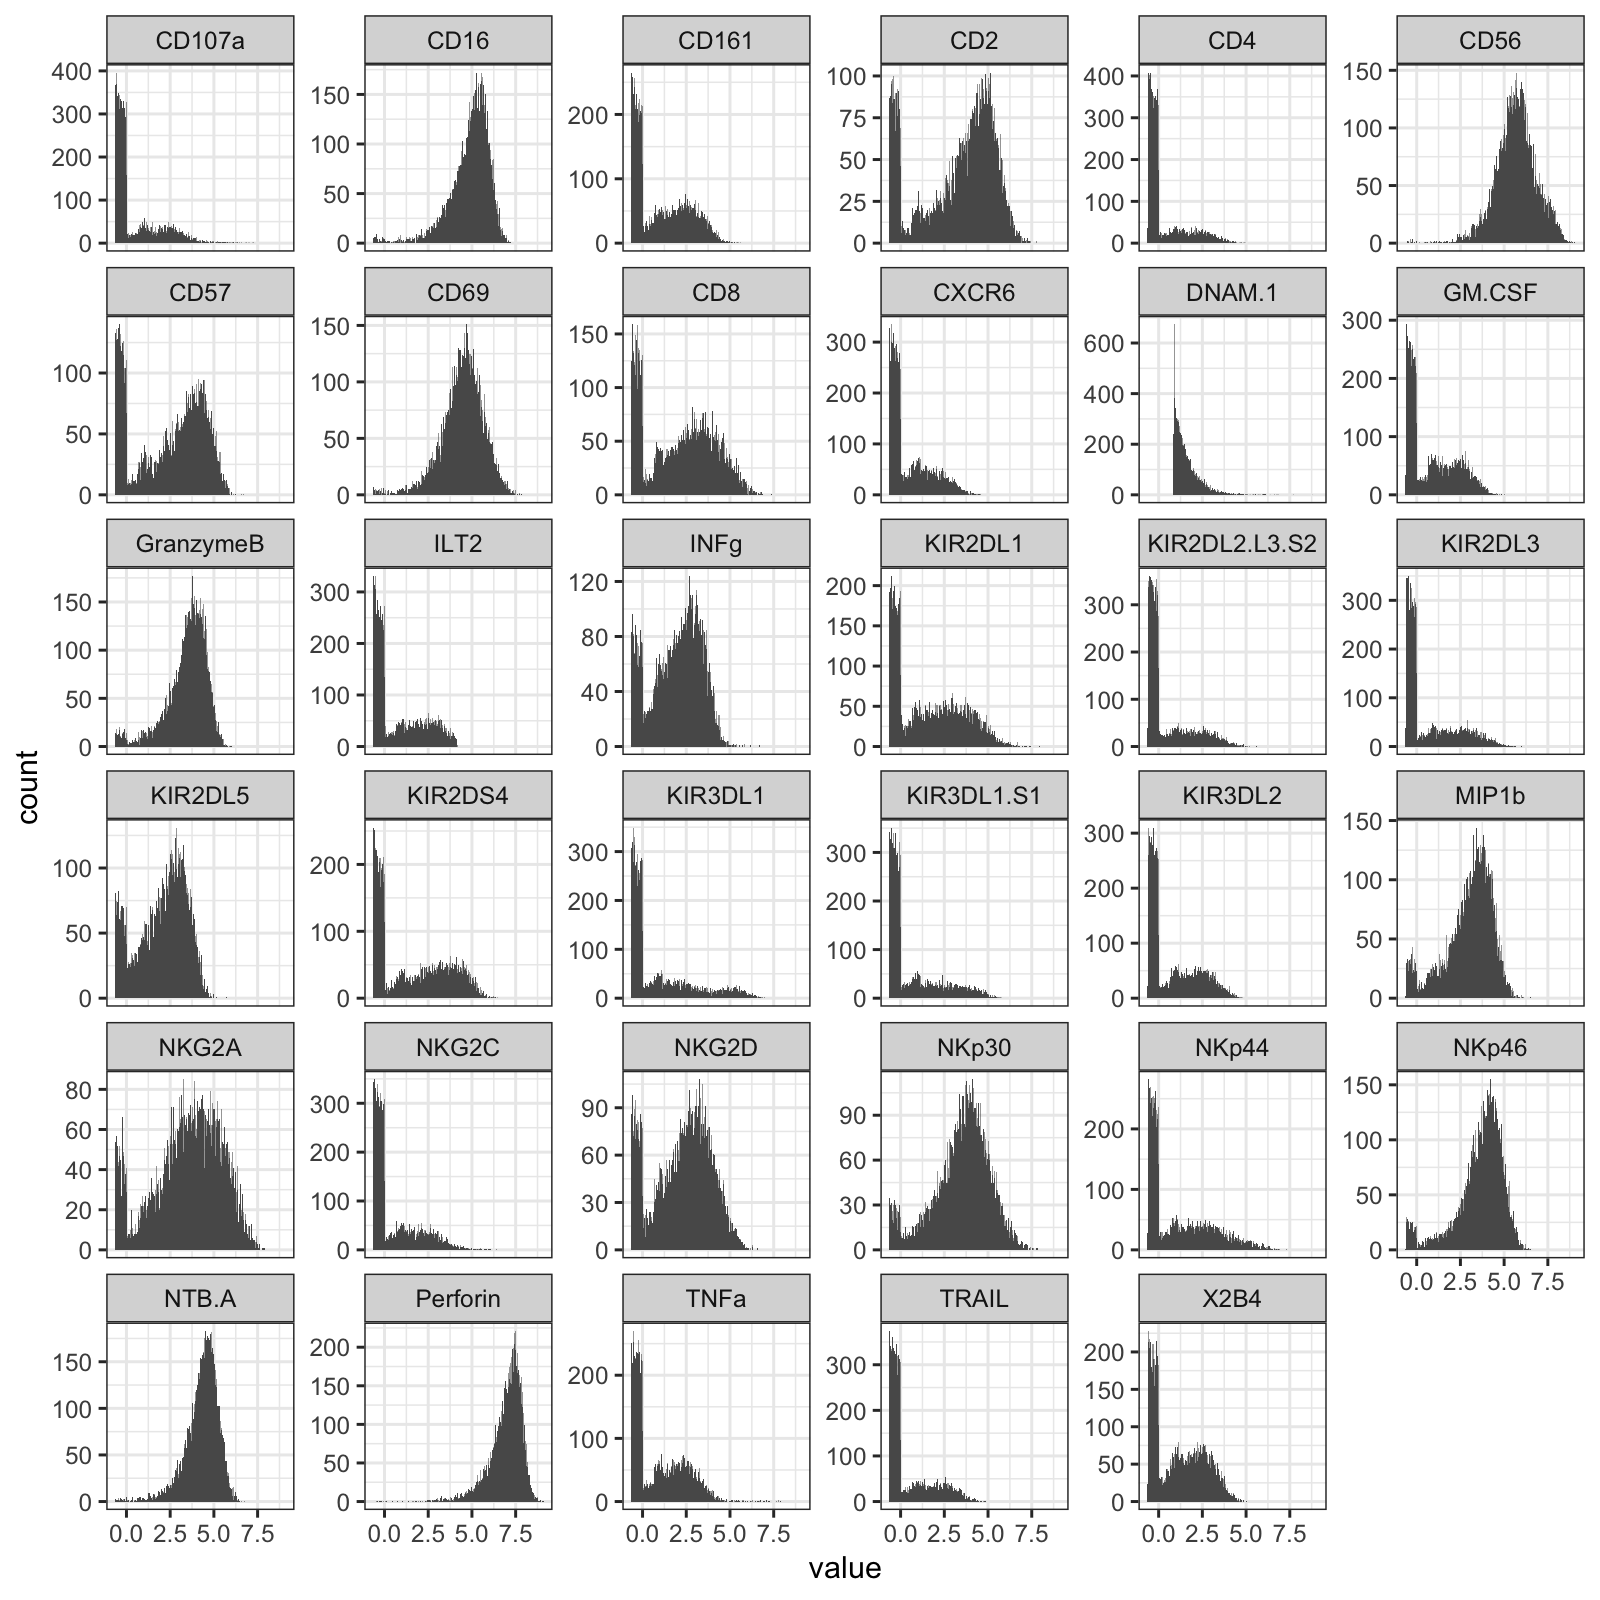 CD107a CD16 CD161 CD2 CD4 CD56
400 300 200 100 0
150 100 50 0
200 100 0
100 75 50 25 0
400 300 200 100 0
150 100 50 0
CD57 CD69 CD8 CXCR6 DNAM.1 GM.CSF
100 50 0
150 100 50 0
150 100 50 0
300 200 100 0
600 400 200 0
300 200 100 0
GranzymeB ILT2 INFg KIR2DL1 KIR2DL2.L3.S2 KIR2DL3
150 100 50 0
300 200 100 0
120 80 40 0
200 150 100 50 0
300 200 100 0
300 200 100 0
count
KIR2DL5 KIR2DS4 KIR3DL1 KIR3DL1.S1 KIR3DL2 MIP1b
100 50 0
200 100 0
300 200 100 0
300 200 100 0
300 200 100 0
150 100 50 0
NKG2A NKG2C NKG2D NKp30 NKp44 NKp46
80 60 40 20 0
300 200 100 0
90 60 30 0
90 60 30 0
200 100 0
150 100 50 0
0.0 2.5 5.0 7.5
NTB.A Perforin TNFa TRAIL X2B4
150 100 50 0
200 150 100 50 0
200 100 0
300 200 100 0
200 150 100 50 0
0.0 2.5 5.0 7.5 0.0 2.5 5.0 7.5 0.0 2.5 5.0 7.5 0.0 2.5 5.0 7.5 0.0 2.5 5.0 7.5
value